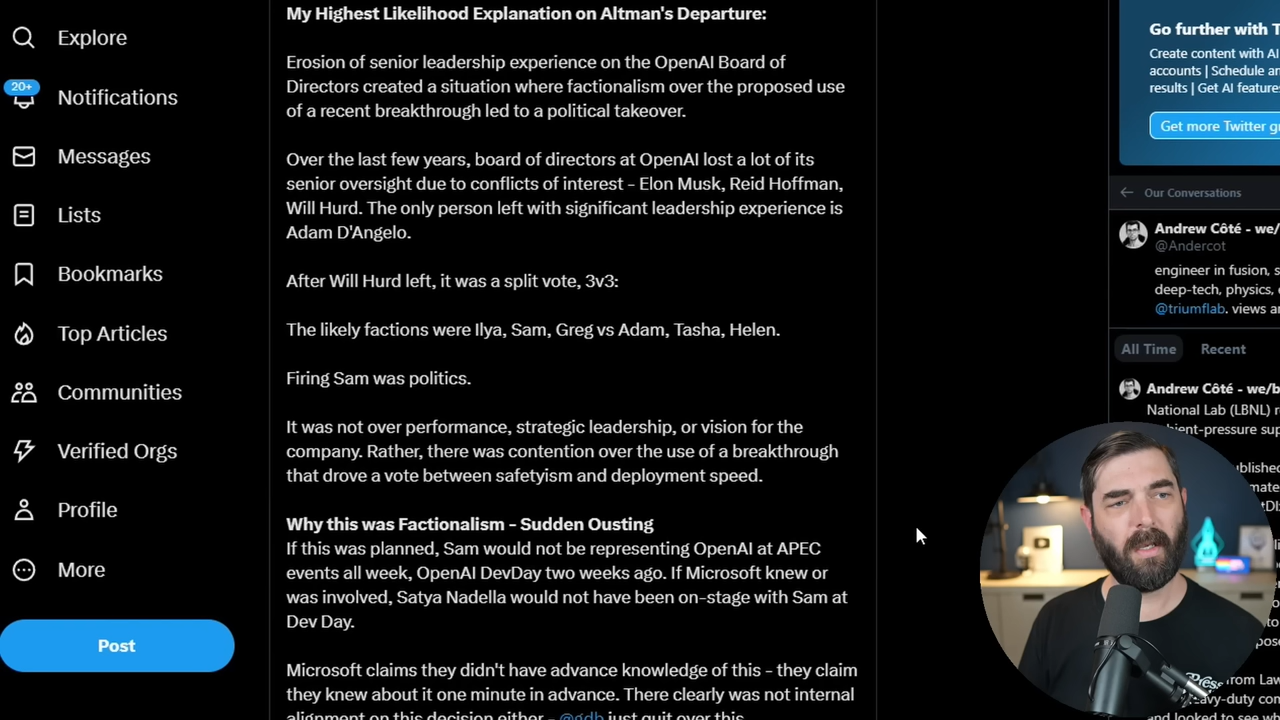 Explore
20+
Notifications
Messages
Lists
Bookmarks
Top Articles
Communities
Verified Orgs
Profile
More
Post
My Highest Likelihood Explanation on Altman's Departure:
Erosion of senior leadership experience on the OpenAI Board of
Directors created a situation where factionalism over the proposed use
of a recent breakthrough led to a political takeover.
Over the last few years, board of directors at OpenAI lost a lot of its
senior oversight due to conflicts of interest - Elon Musk, Reid Hoffman,
Will Hurd. The only person left with significant leadership experience is
Adam D'Angelo.
After Will Hurd left, it was a split vote, 3v3:
The likely factions were Ilya, Sam, Greg vs Adam, Tasha, Helen.
Firing Sam was politics.
It was not over performance, strategic leadership, or vision for the
company. Rather, there was contention over the use of a breakthrough
that drove a vote between safetyism and deployment speed.
Why this was Factionalism - Sudden Ousting
If this was planned, Sam would not be representing OpenAI at APEC
events all week, OpenAI DevDay two weeks ago. If Microsoft knew or
was involved, Satya Nadella would not have been on-stage with Sam at
Dev Day.
Microsoft claims they didn't have advance knowledge of this - they claim
they knew about it one minute in advance. There clearly was not internal
alignment on this decision either - @gdb just quit over this
Go further with T
Create content with AI
accounts | Schedule an
results | Get AI feature
Get more Twitter
Our Conversations
Andrew Côté - we/
@Andercot
engineer in fusion, s
deep-tech, physics,
@triumflab. views a
All Time
Recent
Andrew Côté - we/b
National Lab (LBNL) r